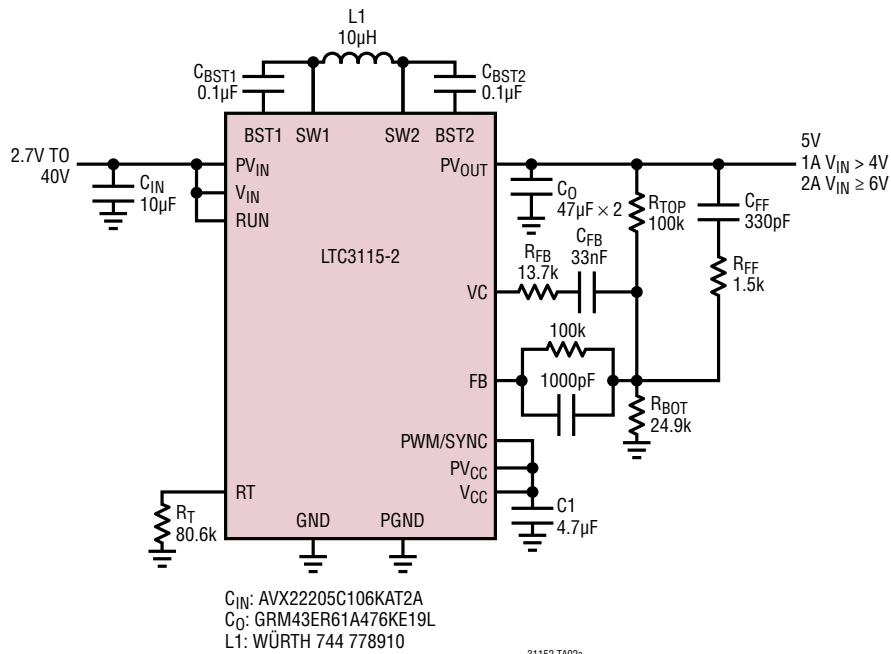 L1
10µH
CBST1
0.1µF
CBST2
0.1µF
BST1 SW1 SW2 BST2
2.7V TO
40V
CIN
10µF
PVIN
VIN
RUN
LTC3115-2
PVOUT
5V
1A VIN > 4V
2A VIN ≥ 6V
CO
47µF × 2
RTOP
100k
CFF
330pF
RFF
1.5k
RFB
13.7k
CFB
33nF
VC
100k
1000pF
FB
RBOT
24.9k
PWM/SYNC
PVCC
VCC
C1
4.7µF
RT
RT
80.6k
GND PGND
CIN: AVX22205C106KAT2A
CO: GRM43ER61A476KE19L
L1: WÜRTH 744 778910
31152 TA02a